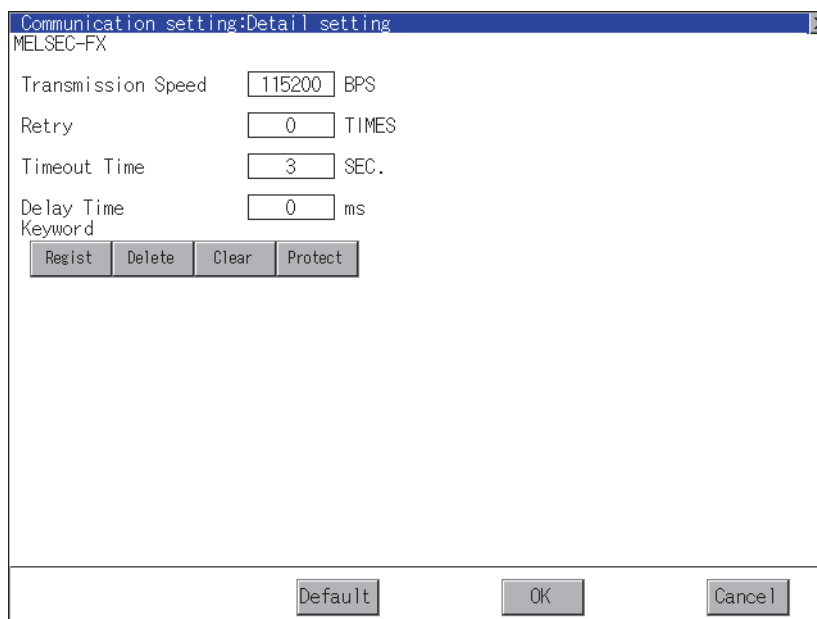 Communication setting:Detail setting
MELSEC-FX
Transmission Speed 115200 BPS
Retry 0 TIMES
Timeout Time 3 SEC.
Delay Time 0 ms
Keyword
Regist Delete Clear Protect
Default OK Cancel